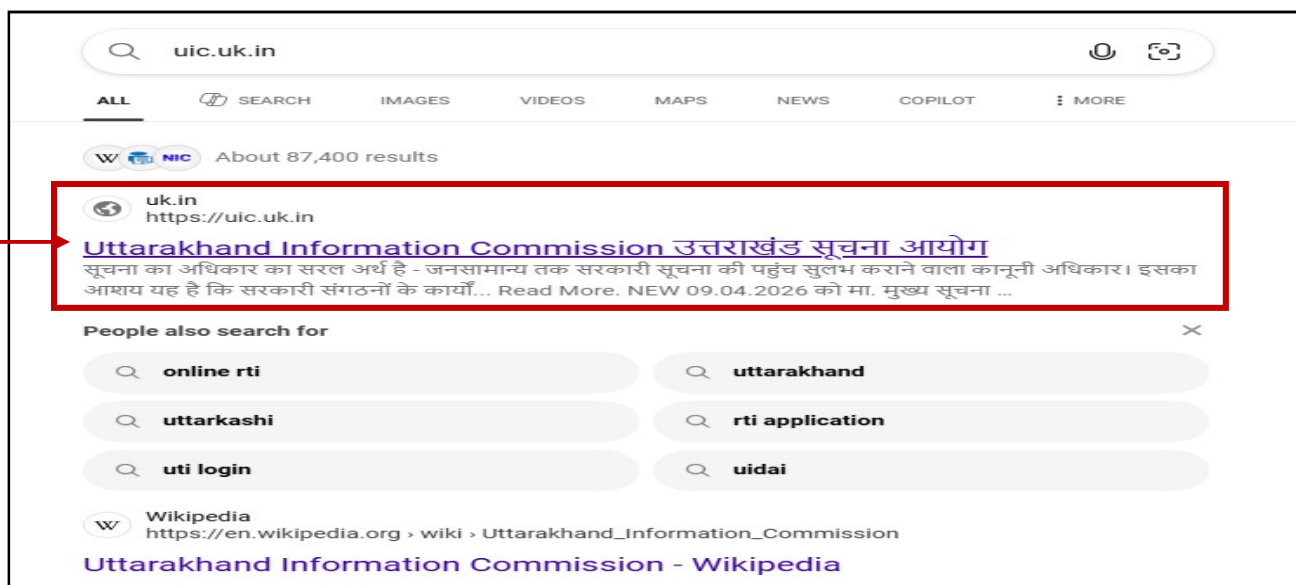 uic.uk.in
ALL SEARCH IMAGES VIDEOS MAPS NEWS COPILOT MORE
W NIC About 87,400 results
uk.in
https://uic.uk.in
Uttarakhand Information Commission उत्तराखंड सूचना आयोग
सूचना का अधिकार का सरल अर्थ है - जनसामान्य तक सरकारी सूचना की पहुंच सुलभ कराने वाला कानूनी अधिकार। इसका
आशय यह है कि सरकारी संगठनों के कार्यों... Read More. NEW 09.04.2026 को मा. मुख्य सूचना ...
People also search for
online rti
uttarakhand
uttarkashi
rti application
uti login
uidai
W Wikipedia
https://en.wikipedia.org › wiki › Uttarakhand_Information_Commission
Uttarakhand Information Commission - Wikipedia